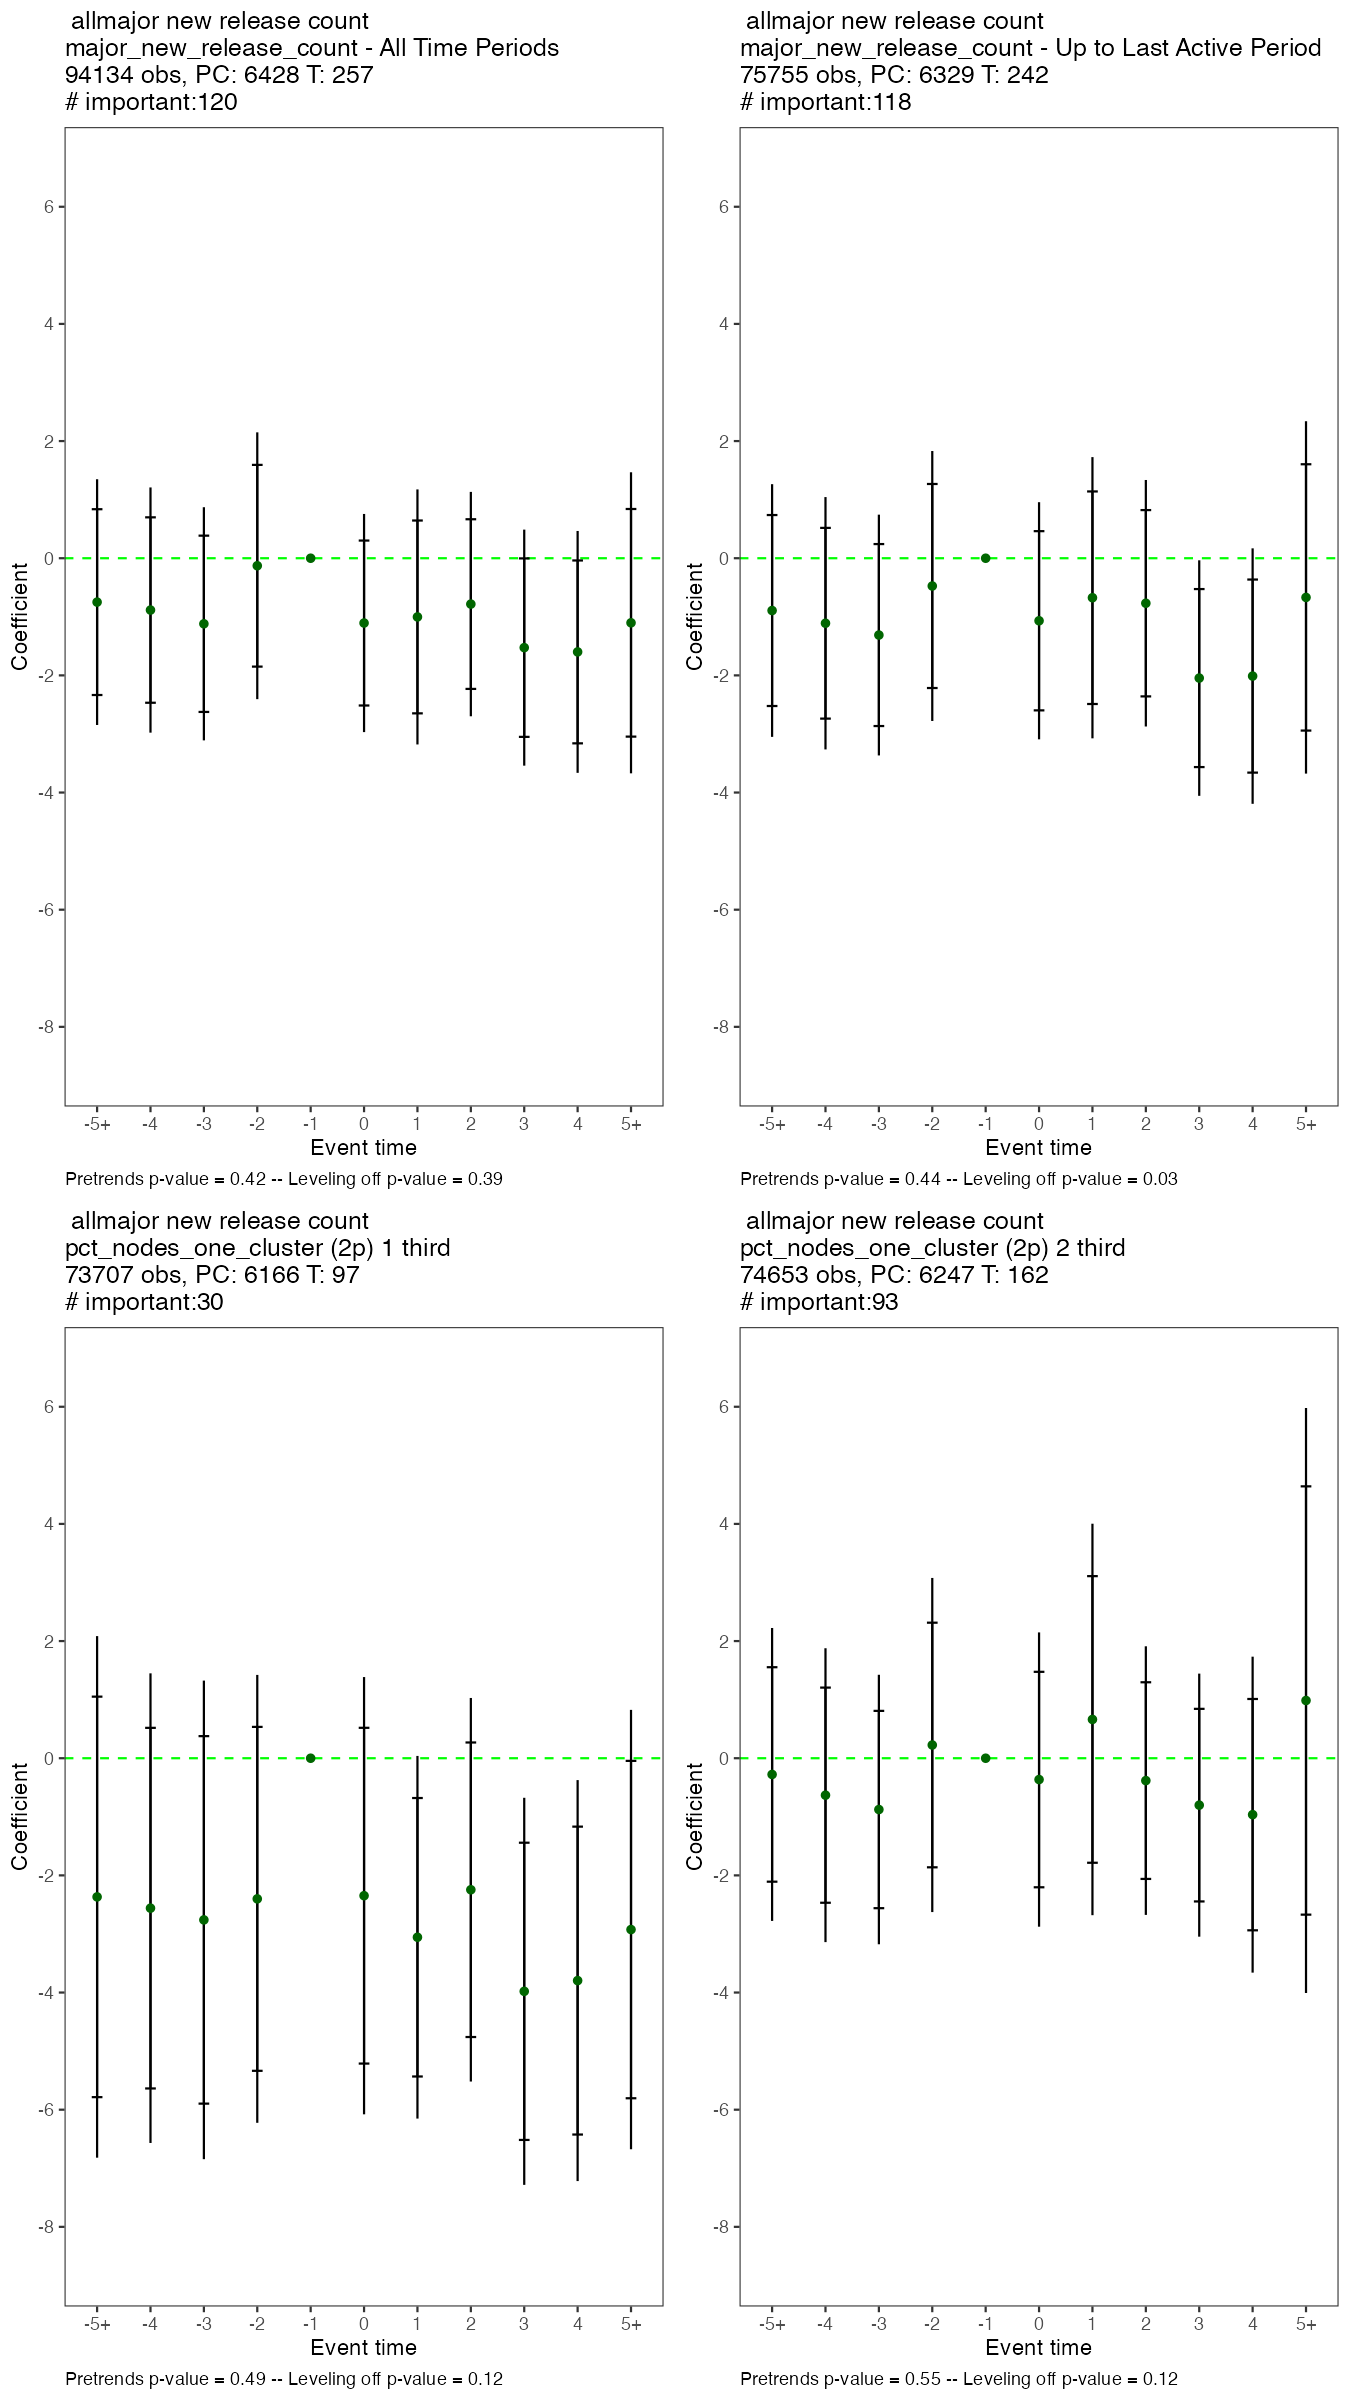 allmajor new release count
major_new_release_count - All Time Periods
94134 obs, PC: 6428 T: 257
# important:120
6
4
2
0
-2
-4
-6
-8
Coefficient
-5+ -4 -3 -2 -1 0 1 2 3 4 5+
Event time
Pretrends p-value = 0.42 -- Leveling off p-value = 0.39
allmajor new release count
major_new_release_count - Up to Last Active Period
75755 obs, PC: 6329 T: 242
# important:118
6
4
2
0
-2
-4
-6
-8
Coefficient
-5+ -4 -3 -2 -1 0 1 2 3 4 5+
Event time
Pretrends p-value = 0.44 -- Leveling off p-value = 0.03
allmajor new release count
pct_nodes_one_cluster (2p) 1 third
73707 obs, PC: 6166 T: 97
# important:30
6
4
2
0
-2
-4
-6
-8
Coefficient
-5+ -4 -3 -2 -1 0 1 2 3 4 5+
Event time
Pretrends p-value = 0.49 -- Leveling off p-value = 0.12
allmajor new release count
pct_nodes_one_cluster (2p) 2 third
74653 obs, PC: 6247 T: 162
# important:93
6
4
2
0
-2
-4
-6
-8
Coefficient
-5+ -4 -3 -2 -1 0 1 2 3 4 5+
Event time
Pretrends p-value = 0.55 -- Leveling off p-value = 0.12